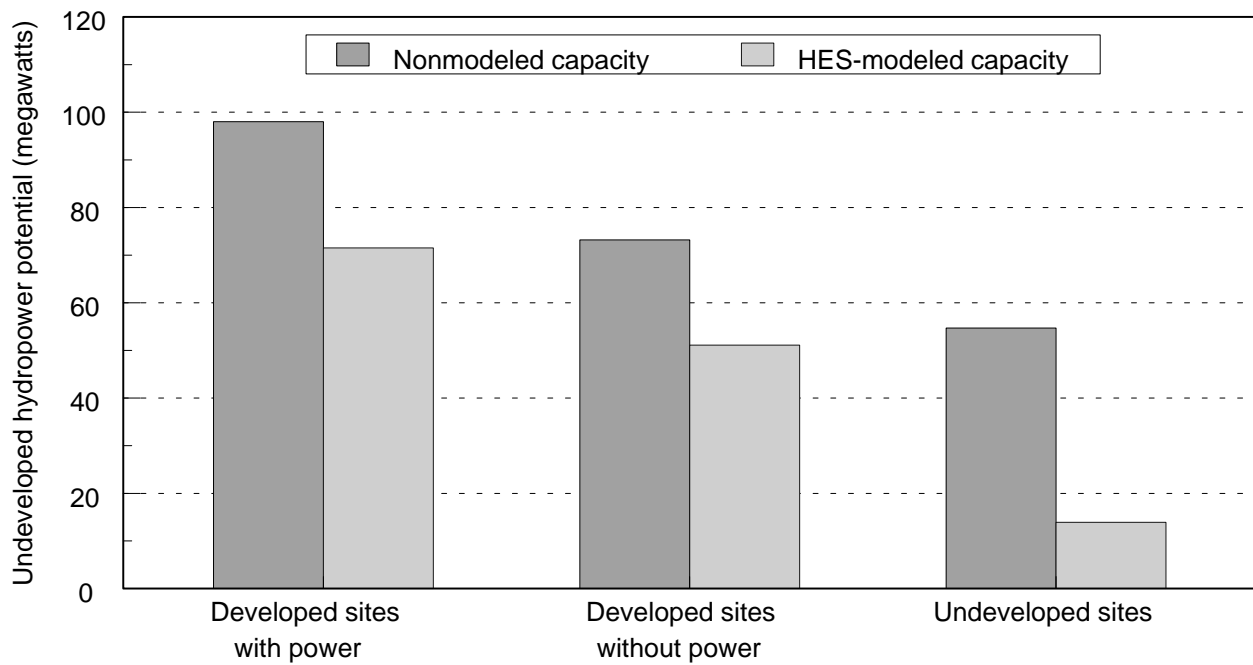 Undeveloped hydropower potential (megawatts)
120
100
80
60
40
20
0
Nonmodeled capacity
HES-modeled capacity
Developed sites
with power
Developed sites
without power
Undeveloped sites